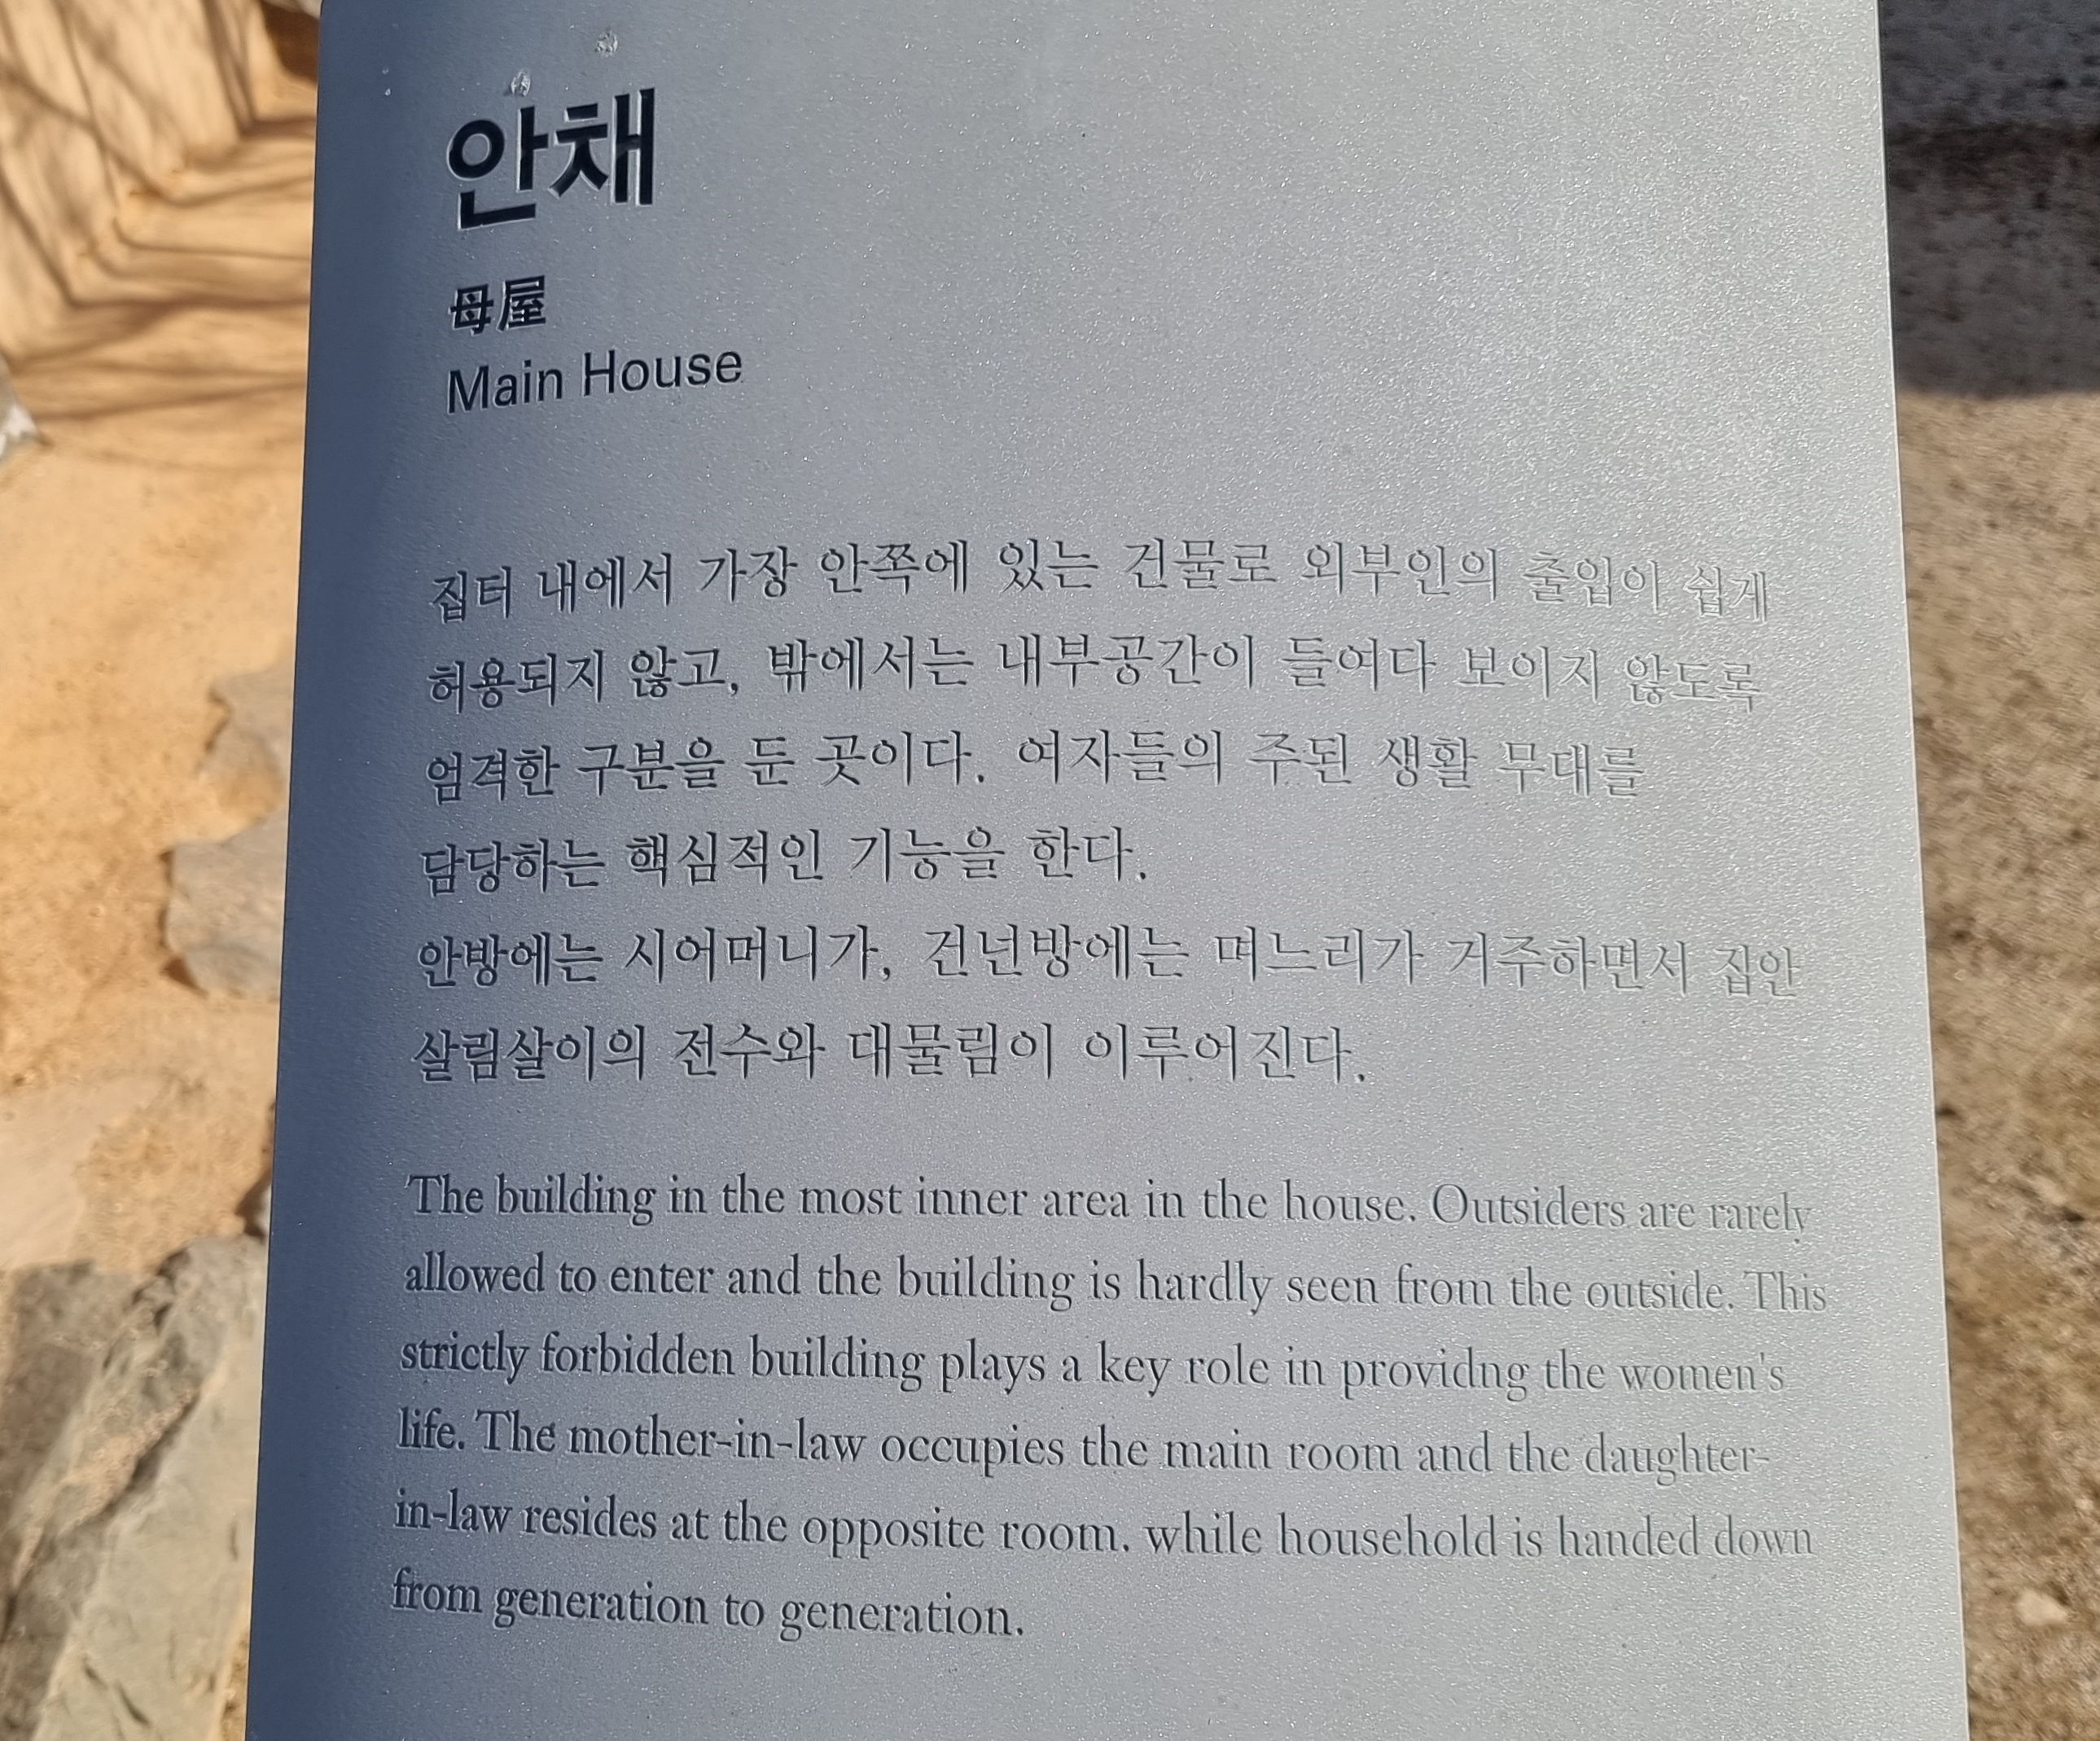 안채
母屋
Main House
집터 내에서 가장 안쪽에 있는 건물로 외부인의 출입이 쉽게
허용되지 않고, 밖에서는 내부공간이 들여다 보이지 않도록
엄격한 구분을 둔 곳이다. 여자들의 주된 생활 무대를
담당하는 핵심적인 기능을 한다.
안방에는 시어머니가, 건넌방에는 며느리가 거주하면서 집안
살림살이의 전수와 대물림이 이루어진다.
The building in the most inner area in the house. Outsiders are rarely
allowed to enter and the building is hardly seen from the outside. This
strictly forbidden building plays a key role in providng the women's
life. The mother-in-law occupies the main room and the daughter-
in-law resides at the opposite room. while household is handed down
from generation to generation.